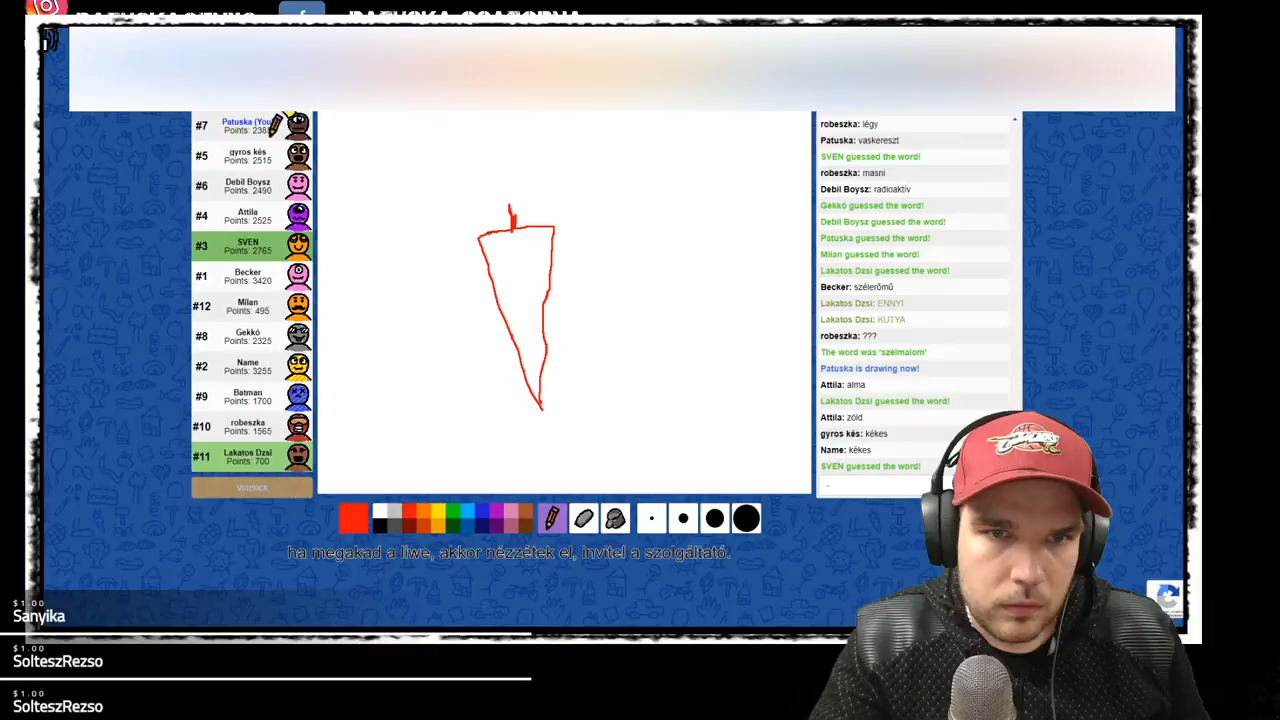 #7 Patuska (You
Points: 2385
#5 gyros kés
Points: 2515
#6 Debil Boysz
Points: 2490
#4 Attila
Points: 2525
#3 SVEN
Points: 2765
#1 Becker
Points: 3420
#12 Milan
Points: 495
#8 Gekkó
Points: 2325
#2 Name
Points: 3255
#9 Batman
Points: 1700
#10 robeszka
Points: 1565
#11 Lakatos Dzsi
Points: 700
Votekick
robeszka: légy
Patuska: vaskereszt
SVEN guessed the word!
robeszka: masni
Debil Boysz: radioaktív
Gekkó guessed the word!
Debil Boysz guessed the word!
Patuska guessed the word!
Milan guessed the word!
Lakatos Dzsi guessed the word!
Becker: szélerőmű
Lakatos Dzsi: ENNYI
Lakatos Dzsi: KUTYA
robeszka: ???
The word was 'szélmalom'
Patuska is drawing now!
Attila: alma
Lakatos Dzsi guessed the word!
Attila: zöld
gyros kés: kékes
Name: kékes
SVEN guessed the word!
ha megakad a liwe, akkor nézzétek el, invitel a szolgáltató.
$1.00
Sanyika
$1.00
SolteszRezso
$1.00
SolteszRezso